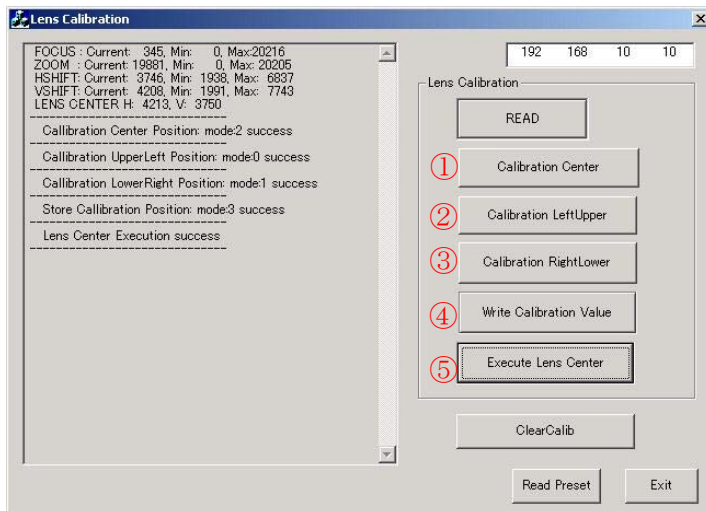 Lens Calibration
FOCUS : Current: 345, Min: 0, Max:20216
ZOOM : Current: 19881, Min: 0, Max: 20205
HSHIFT: Current: 3746, Min: 1938, Max: 6837
VSHIFT: Current: 4208, Min: 1991, Max: 7743
LENS CENTER H: 4213, V: 3750
--------------------------------
Callibration Center Position: mode:2 success
--------------------------------
Callibration UpperLeft Position: mode:0 success
--------------------------------
Callibration LowerRight Position: mode:1 success
--------------------------------
Store Callibration Position: mode:3 success
--------------------------------
Lens Center Execution success
--------------------------------
192 168 10 10
Lens Calibration
READ
① Calibration Center
② Calibration LeftUpper
③ Calibration RightLower
④ Write Calibration Value
⑤ Execute Lens Center
ClearCalib
Read Preset
Exit